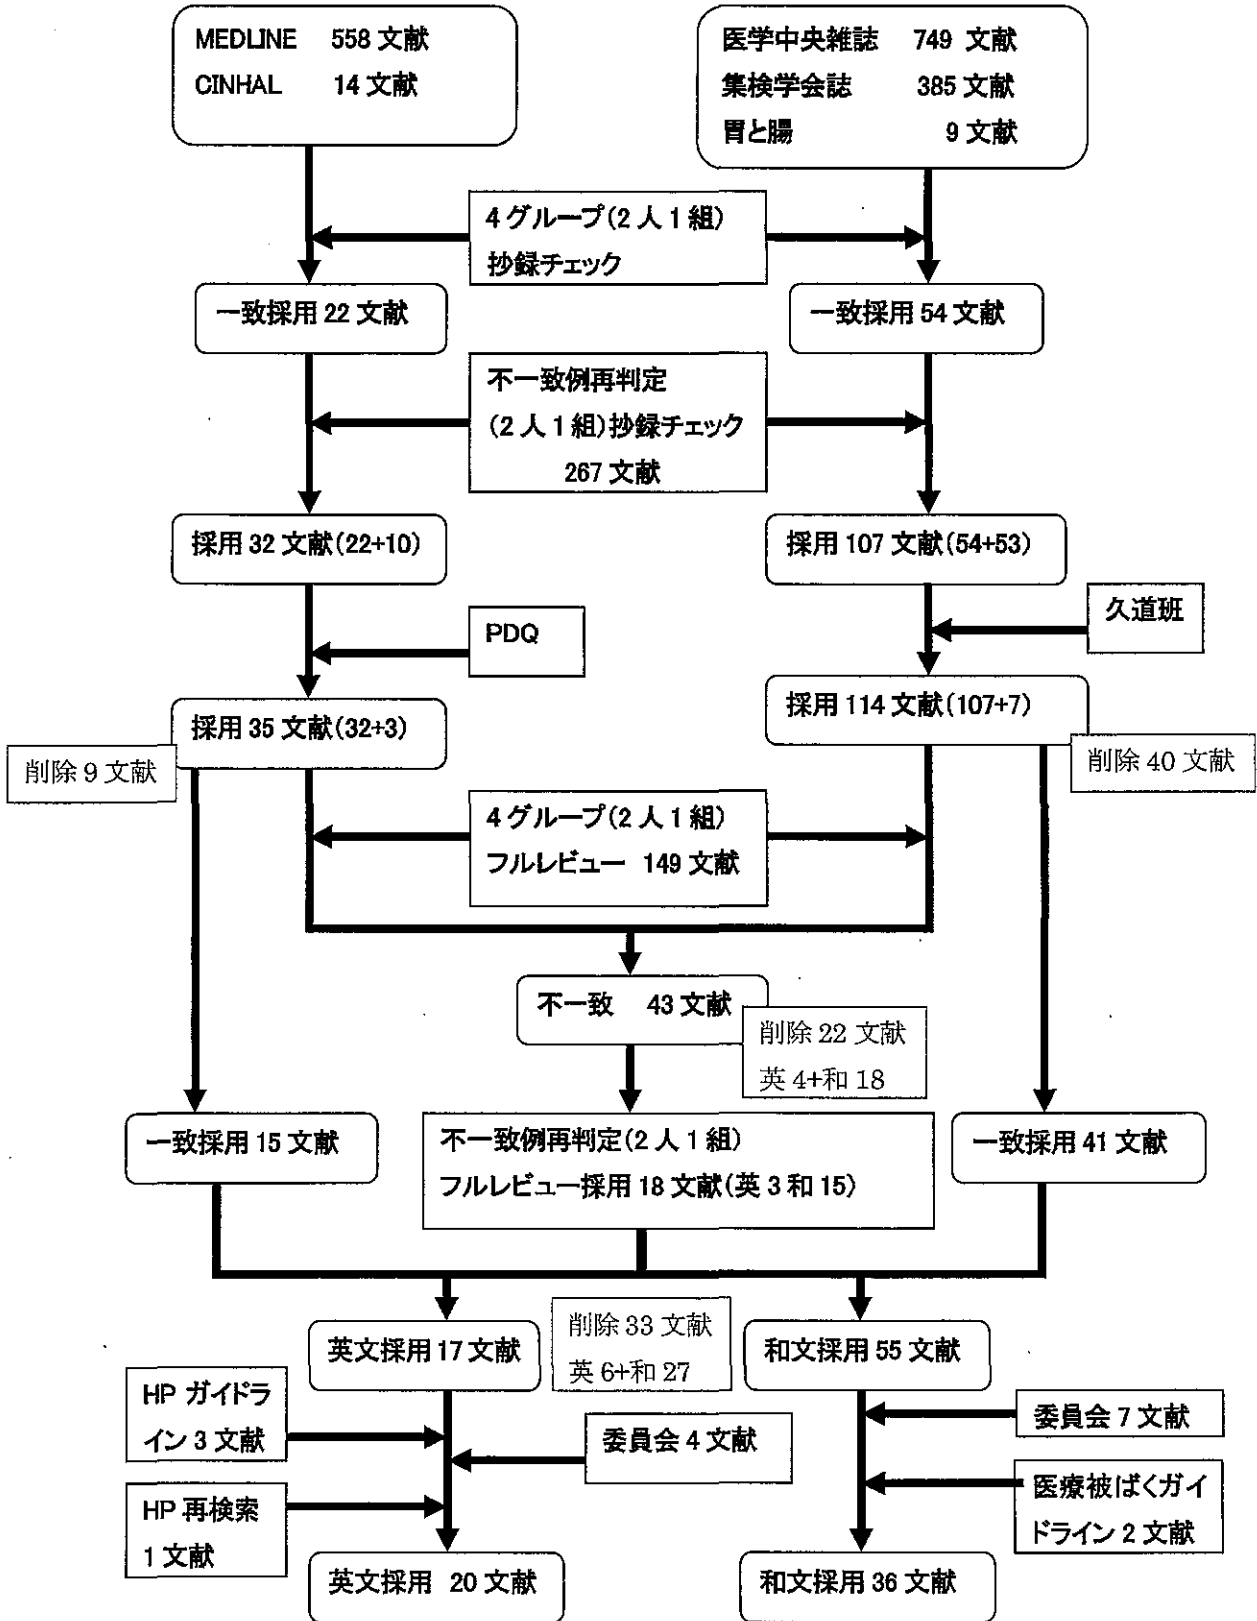 MEDLINE 558 文献
CINHAL 14 文献
医学中央雑誌 749 文献
集検学会誌 385 文献
胃と腸 9 文献
4グループ(2人1組)
抄録チェック
一致採用 22 文献
一致採用 54 文献
不一致例再判定
(2人1組)抄録チェック
267 文献
採用 32 文献(22+10)
採用 107 文献(54+53)
PDQ
久道班
採用 35 文献(32+3)
採用 114 文献(107+7)
削除 9 文献
削除 40 文献
4グループ(2人1組)
フルレビュー 149 文献
不一致 43 文献
削除 22 文献
英 4+和 18
一致採用 15 文献
不一致例再判定(2人1組)
フルレビュー採用 18 文献(英 3 和 15)
一致採用 41 文献
英文採用 17 文献
削除 33 文献
英 6+和 27
和文採用 55 文献
HP ガイドラ
イン 3 文献
委員会 4 文献
委員会 7 文献
HP 再検索
1 文献
医療被ばくガイ
ドライン 2 文献
英文採用 20 文献
和文採用 36 文献